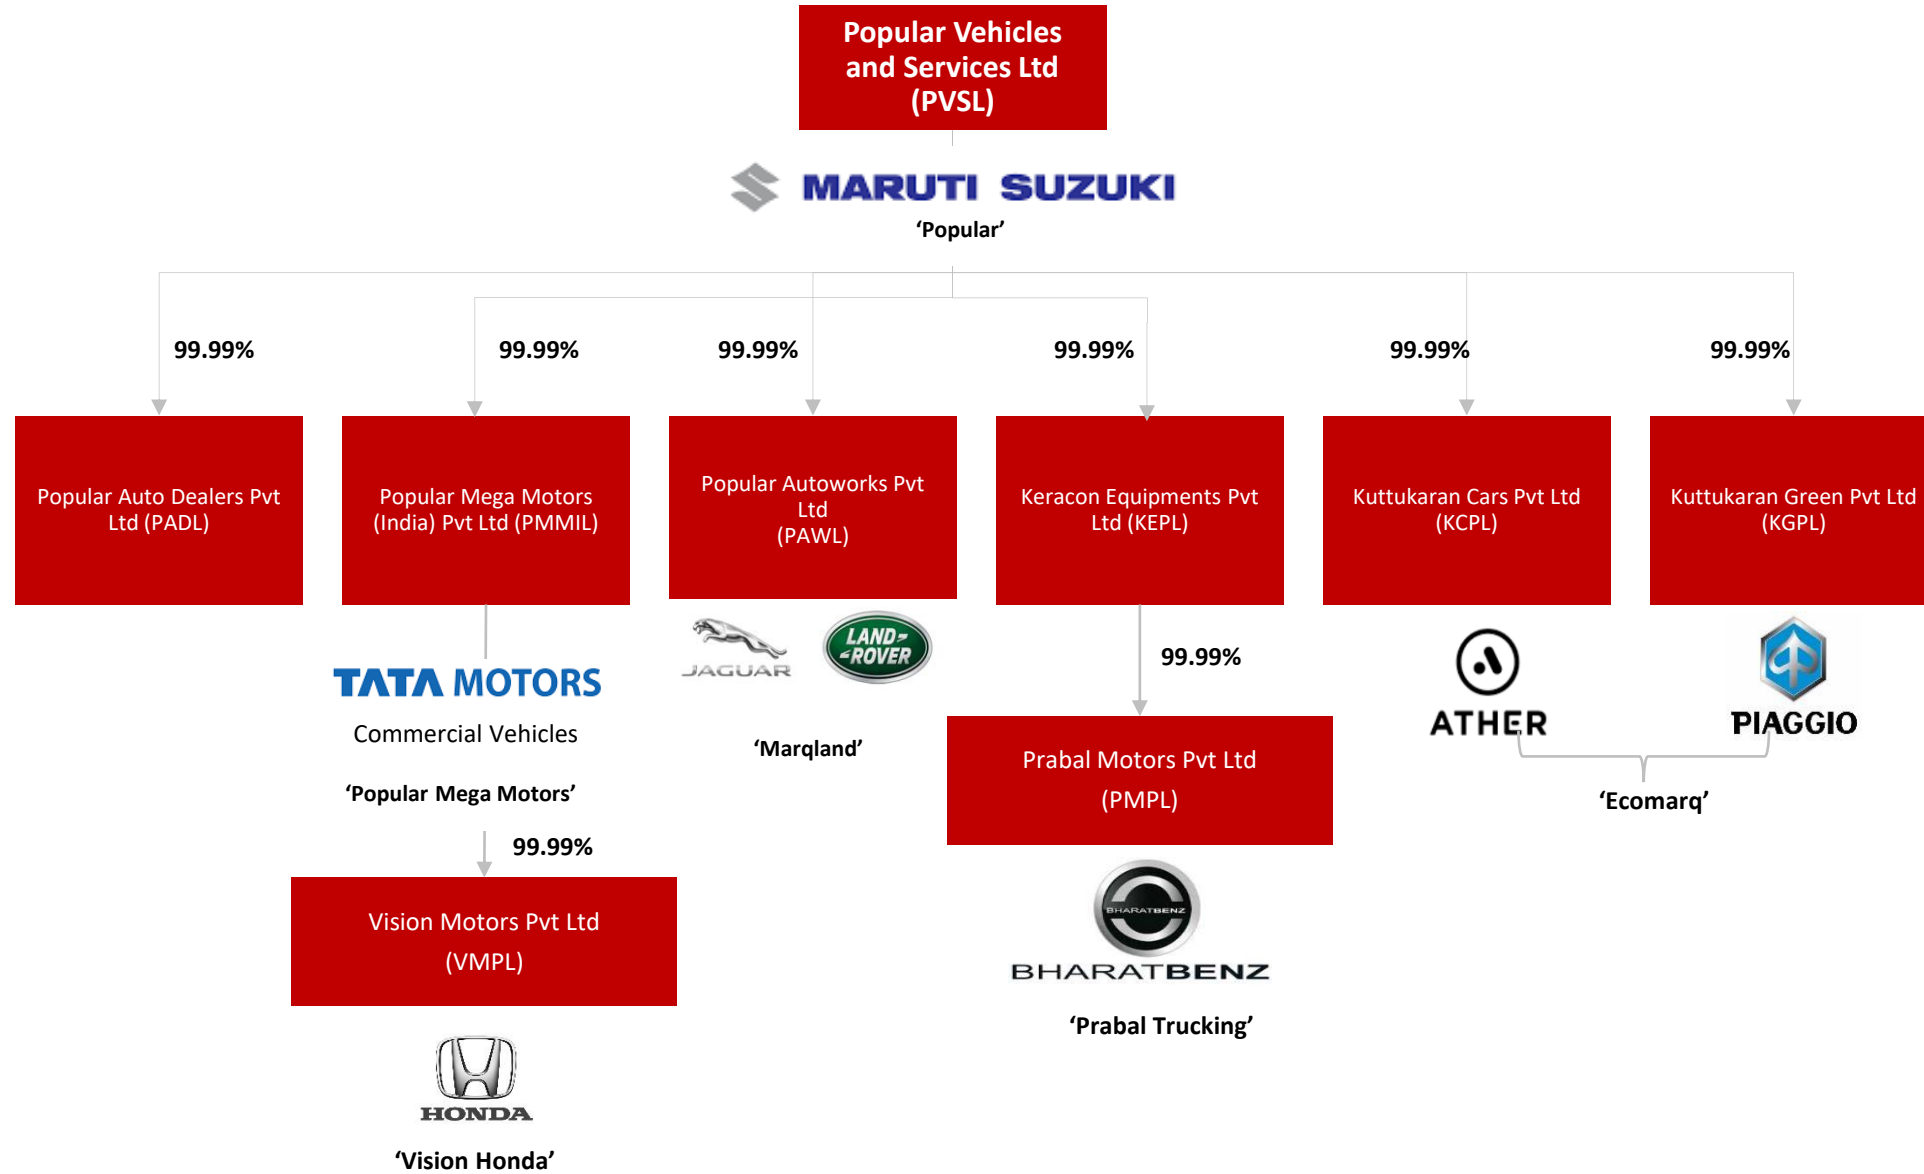 Popular Vehicles
and Services Ltd
(PVSL)
MARUTI SUZUKI
‘Popular’
99.99%
99.99%
99.99%
99.99%
99.99%
99.99%
Popular Auto Dealers Pvt
Ltd (PADL)
Popular Mega Motors
(India) Pvt Ltd (PMMIL)
Popular Autoworks Pvt
Ltd
(PAWL)
Keracon Equipments Pvt
Ltd (KEPL)
Kuttukaran Cars Pvt Ltd
(KCPL)
Kuttukaran Green Pvt Ltd
(KGPL)
TATA MOTORS
Commercial Vehicles
‘Popular Mega Motors’
99.99%
Vision Motors Pvt Ltd
(VMPL)
HONDA
‘Vision Honda’
JAGUAR
LAND-
-ROVER
‘Marqland’
99.99%
Prabal Motors Pvt Ltd
(PMPL)
BHARATBENZ
BHARATBENZ
‘Prabal Trucking’
ATHER
PIAGGIO
‘Ecomarq’